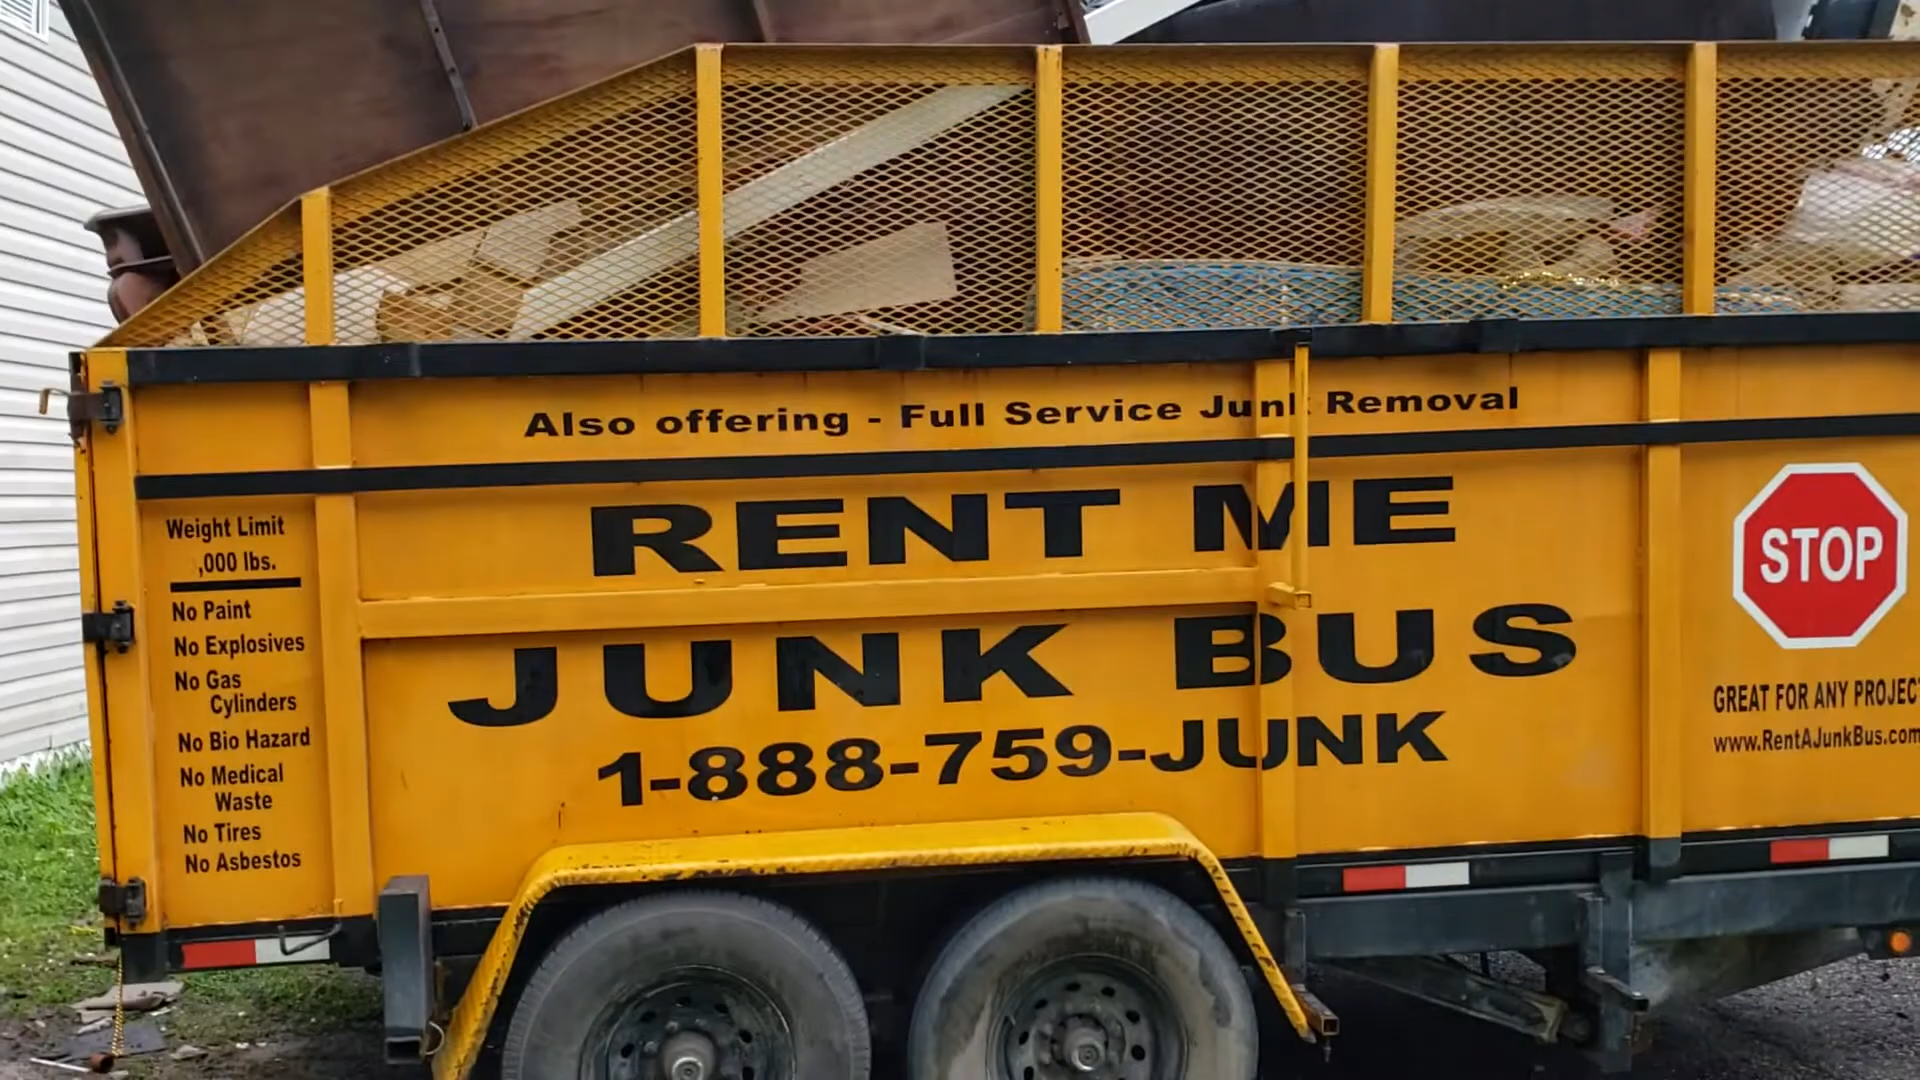 Also offering - Full Service Junk Removal
RENT ME
JUNK BUS
1-888-759-JUNK
Weight Limit
,000 lbs.
No Paint
No Explosives
No Gas
Cylinders
No Bio Hazard
No Medical
Waste
No Tires
No Asbestos
STOP
GREAT FOR ANY PROJECT
www.RentAJunkBus.com